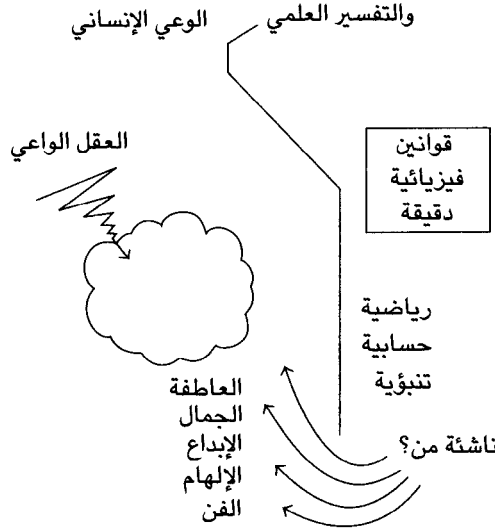 والتفسير العلمي
الوعي الإنساني
قوانين
فيزيائية
دقيقة
العقل الواعي
رياضية
حسابية
تنبؤية
ناشئة من؟
العاطفة
الجمال
الإبداع
الإلهام
الفن